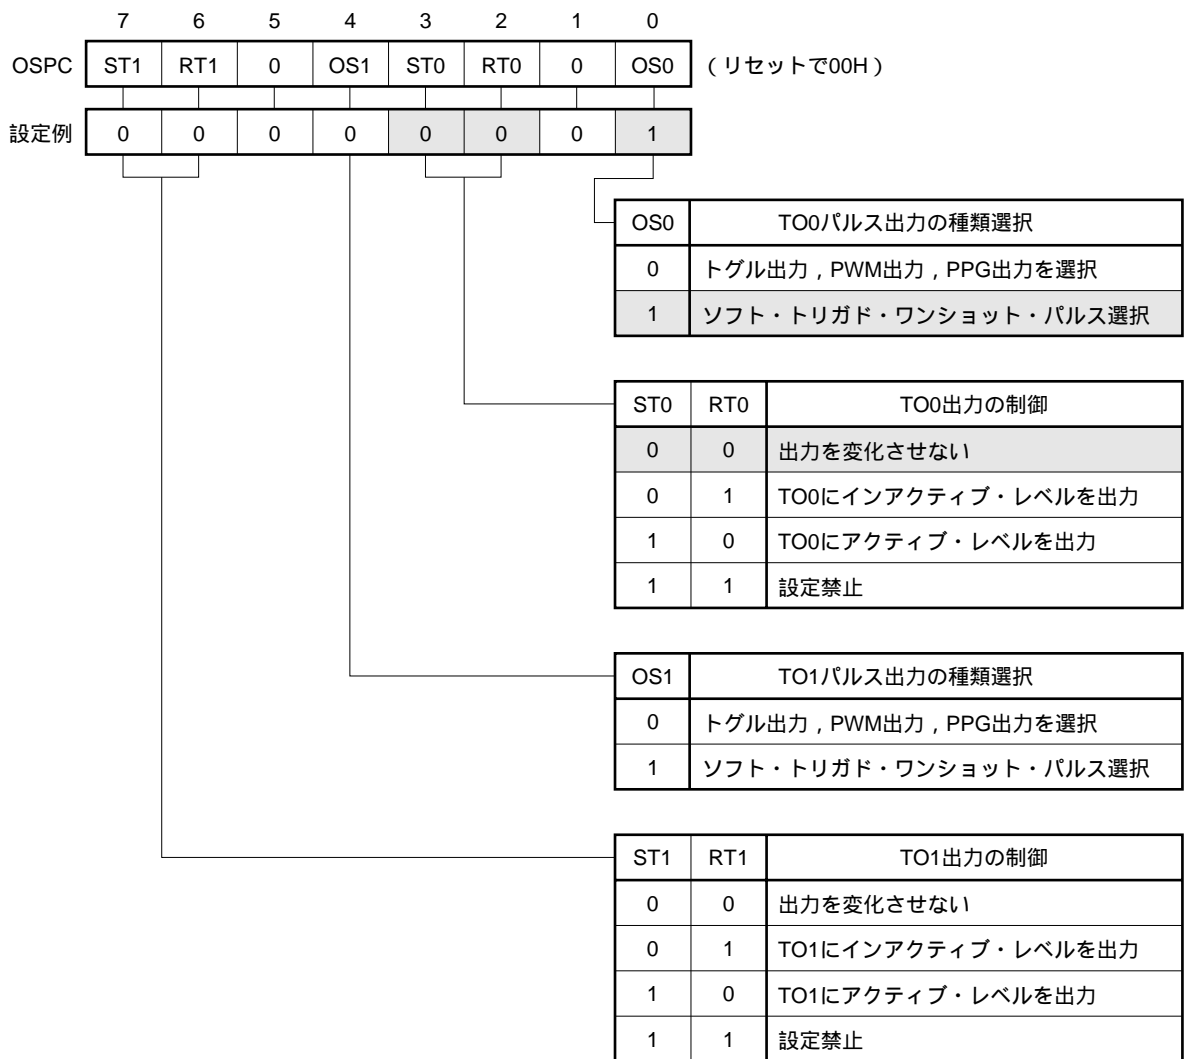 7 6 5 4 3 2 1 0
OSPC ST1 RT1 0 OS1 ST0 RT0 0 OS0 （リセットで00H）
設定例 0 0 0 0 0 0 0 1
OS0 TO0パルス出力の種類選択
0 トグル出力，PWM出力，PPG出力を選択
1 ソフト・トリガド・ワンショット・パルス選択
ST0 RT0 TO0出力の制御
0 0 出力を変化させない
0 1 TO0にインアクティブ・レベルを出力
1 0 TO0にアクティブ・レベルを出力
1 1 設定禁止
OS1 TO1パルス出力の種類選択
0 トグル出力，PWM出力，PPG出力を選択
1 ソフト・トリガド・ワンショット・パルス選択
ST1 RT1 TO1出力の制御
0 0 出力を変化させない
0 1 TO1にインアクティブ・レベルを出力
1 0 TO1にアクティブ・レベルを出力
1 1 設定禁止